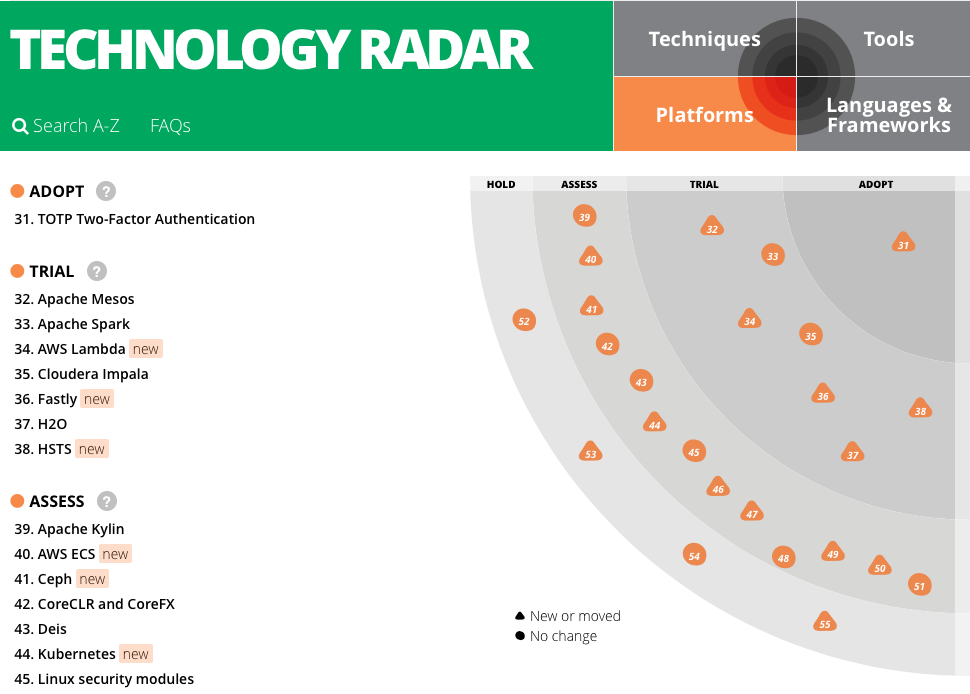 TECHNOLOGY RADAR
Search A-Z FAQs
Techniques
Tools
Platforms
Languages &
Frameworks
ADOPT ?
31. TOTP Two-Factor Authentication
TRIAL ?
32. Apache Mesos
33. Apache Spark
34. AWS Lambda new
35. Cloudera Impala
36. Fastly new
37. H2O
38. HSTS new
ASSESS ?
39. Apache Kylin
40. AWS ECS new
41. Ceph new
42. CoreCLR and CoreFX
43. Deis
44. Kubernetes new
45. Linux security modules
HOLD ASSESS TRIAL ADOPT
39
32
31
40
33
41
52
34
42
35
43
36
38
44
45
53
37
46
47
54
48
49
50
51
55
New or moved
No change